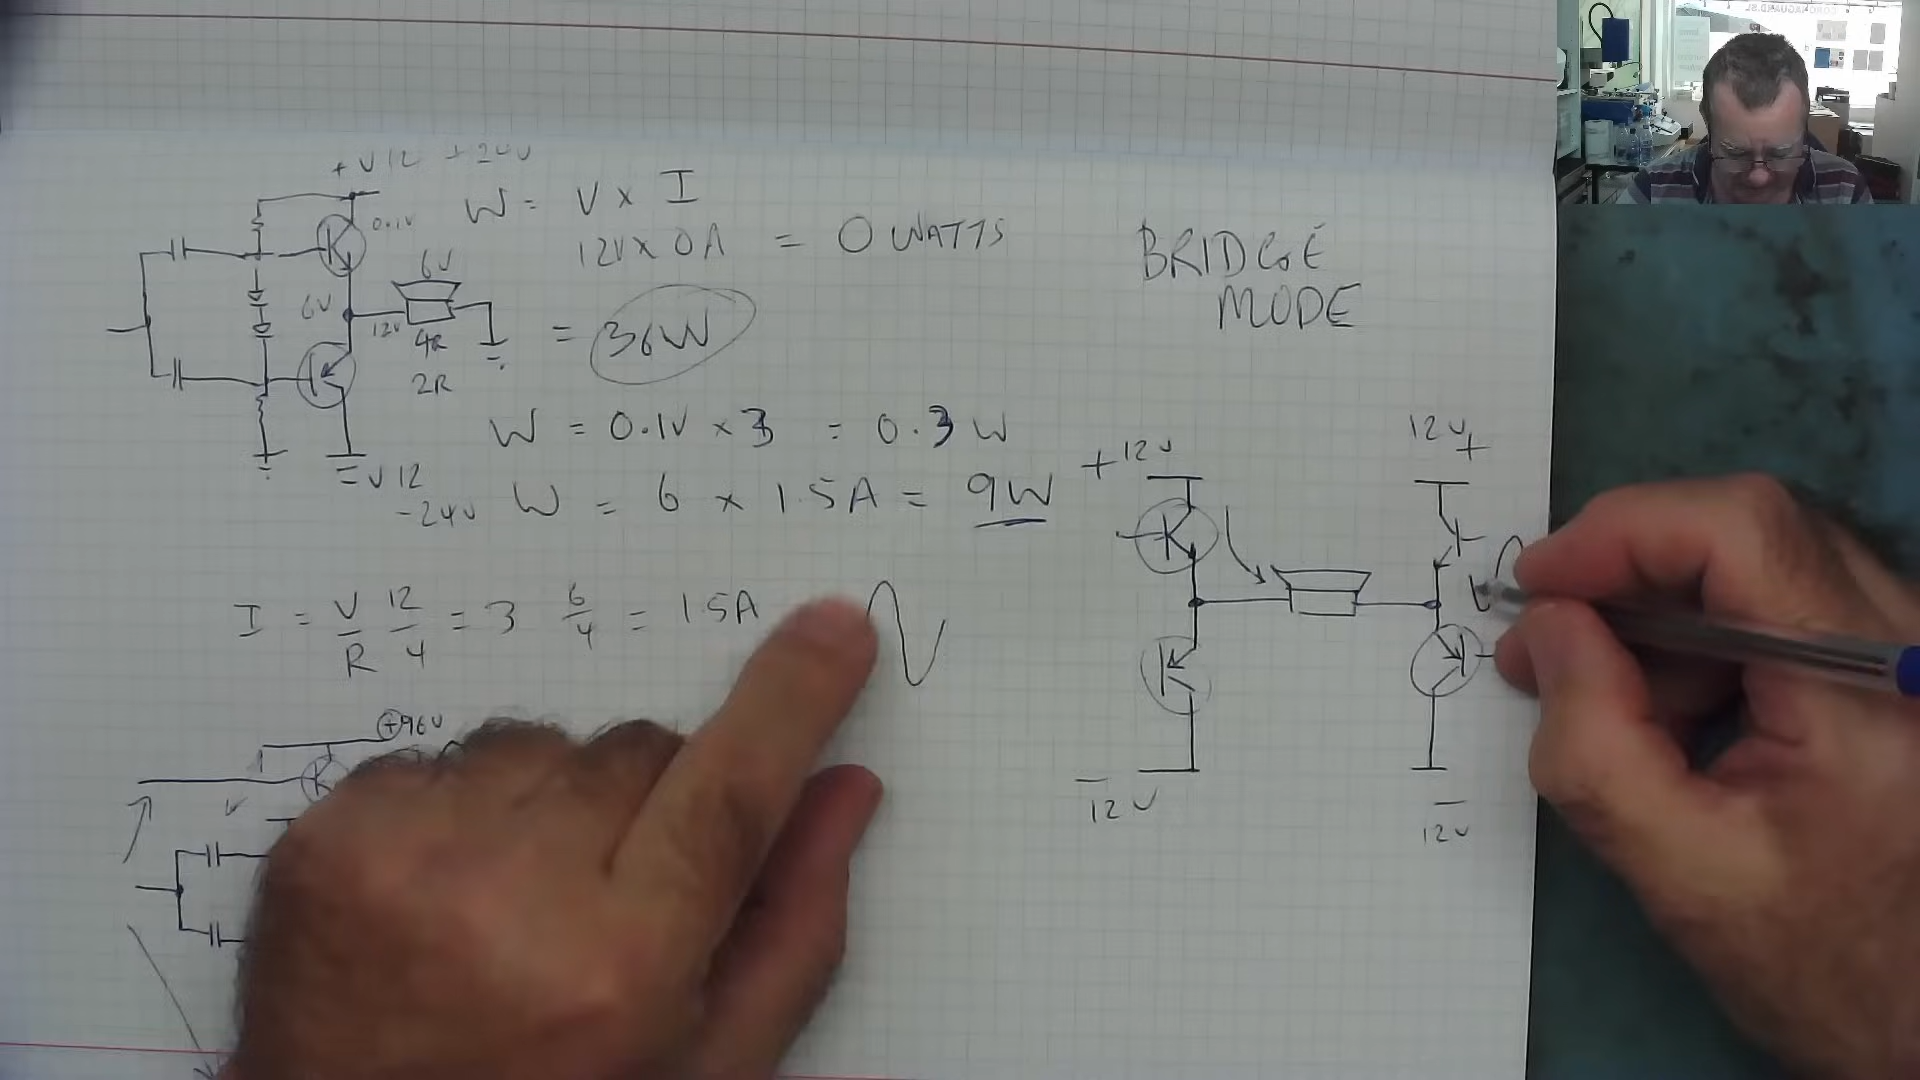 +V12 +24V
0.1V
W = V x I
12V x 0A = 0 WATTS
6V
6V
12V
4R
2R
= 36W
W = 0.1V x 3 = 0.3W
-V12
-24V
W = 6 x 1.5A = 9W
I = V/R 12/4 = 3 6/4 = 1.5A
+96V
BRIDGE
MODE
+12V
12V+
-
12V
-
12V